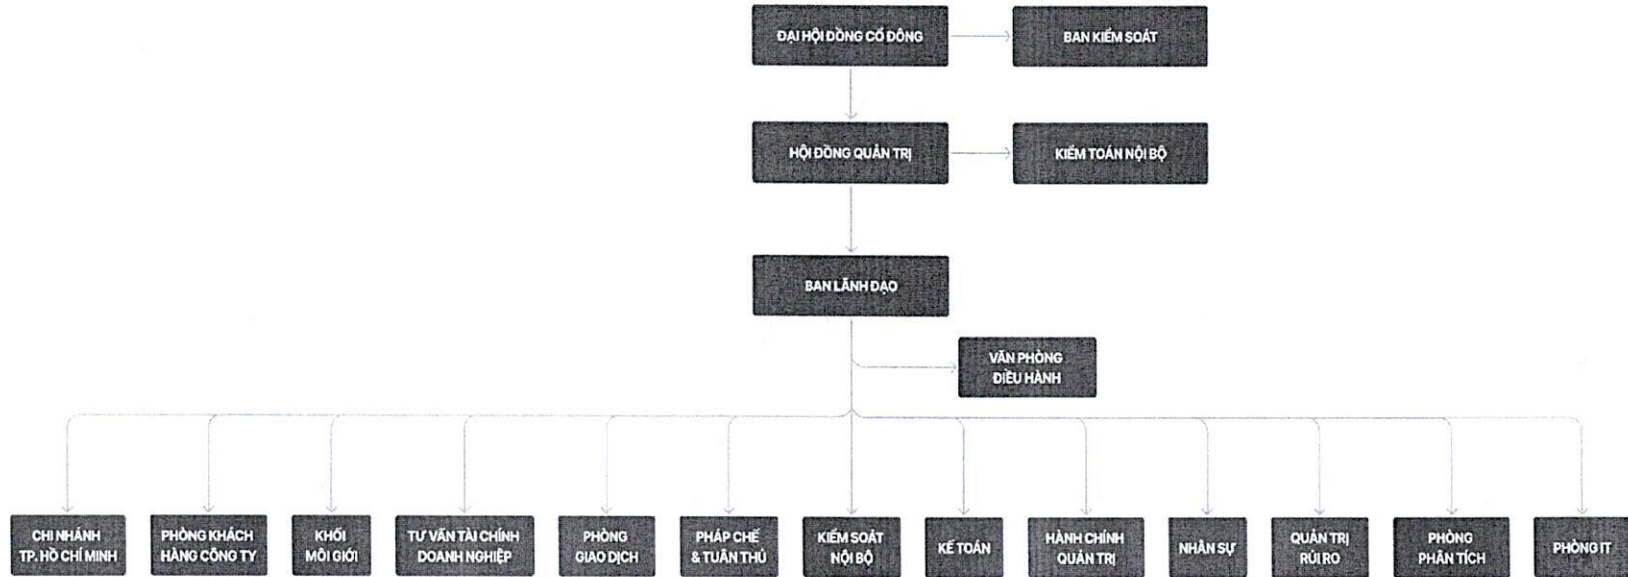 ĐẠI HỘI ĐỒNG CỔ ĐÔNG
BAN KIỂM SOÁT
HỘI ĐỒNG QUẢN TRỊ
KIỂM TOÁN NỘI BỘ
BAN LÃNH ĐẠO
VĂN PHÒNG
ĐIỀU HÀNH
CHI NHÁNH
TP. HỒ CHÍ MINH
PHÒNG KHÁCH
HÀNG CÔNG TY
KHỐI
MÔI GIỚI
TƯ VẤN TÀI CHÍNH
DOANH NGHIỆP
PHÒNG
GIAO DỊCH
PHÁP CHẾ
& TUÂN THỦ
KIỂM SOÁT
NỘI BỘ
KẾ TOÁN
HÀNH CHÍNH
QUẢN TRỊ
NHÂN SỰ
QUẢN TRỊ
RỦI RO
PHÒNG
PHÂN TÍCH
PHÒNG IT